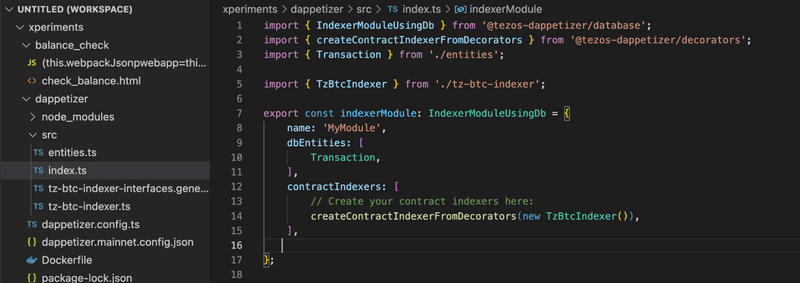 UNTITLED (WORKSPACE)
xperiments
balance_check
JS (this.webpackJsonpwebapp=thi...
<> check_balance.html
dappetizer
node_modules
src
TS entities.ts
TS index.ts
TS tz-btc-indexer-interfaces.gene...
TS tz-btc-indexer.ts
TS dappetizer.config.ts
{} dappetizer.mainnet.config.json
Dockerfile
{} package-lock.json
xperiments > dappetizer > src > TS index.ts > indexerModule
1 import { IndexerModuleUsingDb } from '@tezos-dappetizer/database';
2 import { createContractIndexerFromDecorators } from '@tezos-dappetizer/decorators';
3 import { Transaction } from './entities';
4
5 import { TzBtcIndexer } from './tz-btc-indexer';
6
7 export const indexerModule: IndexerModuleUsingDb = {
8 name: 'MyModule',
9 dbEntities: [
10 Transaction,
11 ],
12 contractIndexers: [
13 // Create your contract indexers here:
14 createContractIndexerFromDecorators(new TzBtcIndexer()),
15 ],
16
17 };
18